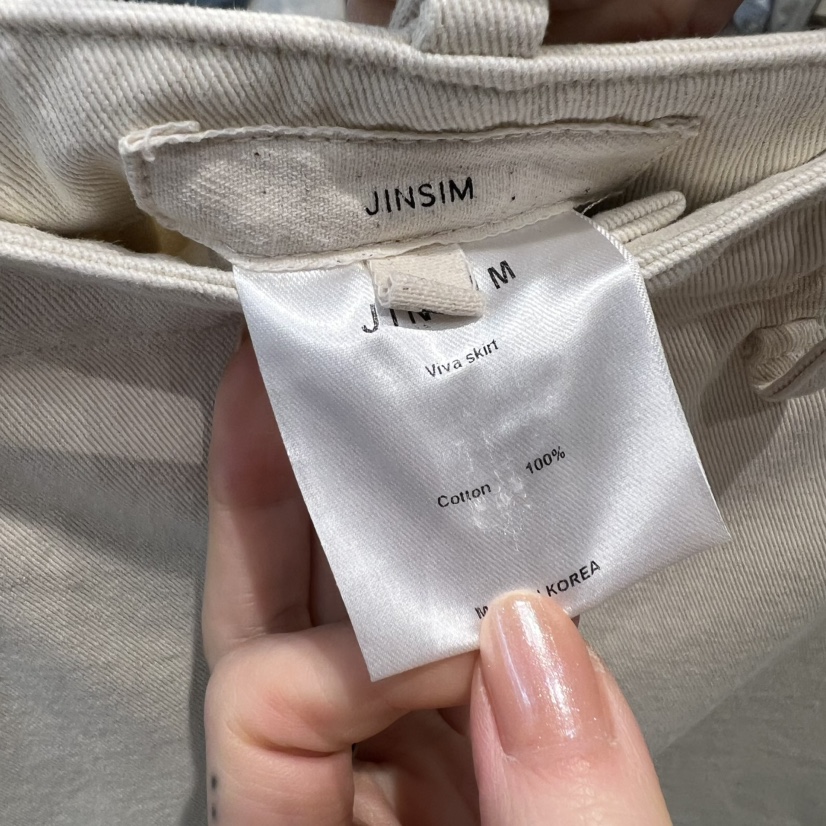 JINSIM
Viva skirt
Cotton 100%
KOREA